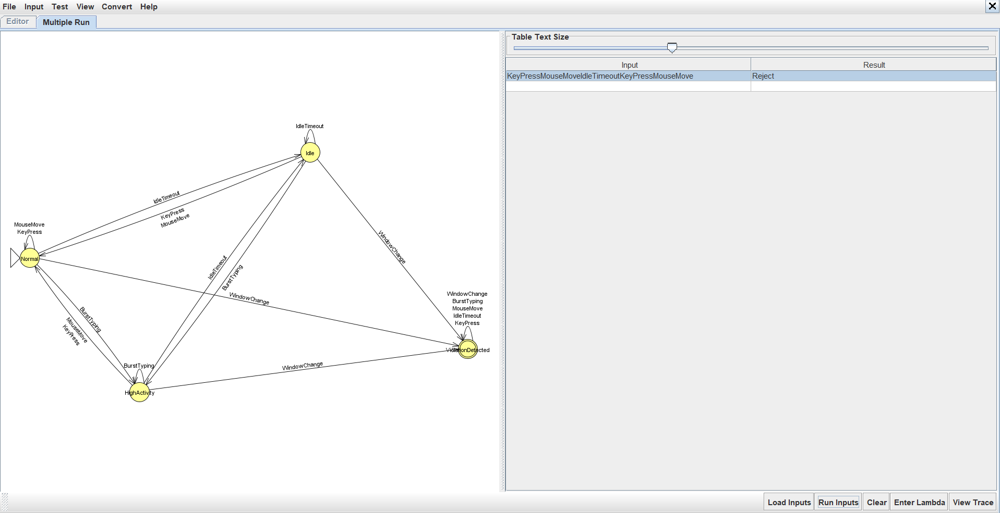 File Input Test View Convert Help
Editor Multiple Run
Table Text Size
Input Result
KeyPressMouseMoveIdleTimeoutKeyPressMouseMove Reject
IdleTimeout
Idle
IdleTimeout
KeyPress
MouseMove
MouseMove
KeyPress
Normal
IdleTimeout
BurstTyping
WindowChange
WindowChange
BurstTyping
MouseMove
KeyPress
WindowChange
BurstTyping
MouseMove
IdleTimeout
KeyPress
ViolationDetected
BurstTyping
WindowChange
HighActivity
Load Inputs Run Inputs Clear Enter Lambda View Trace